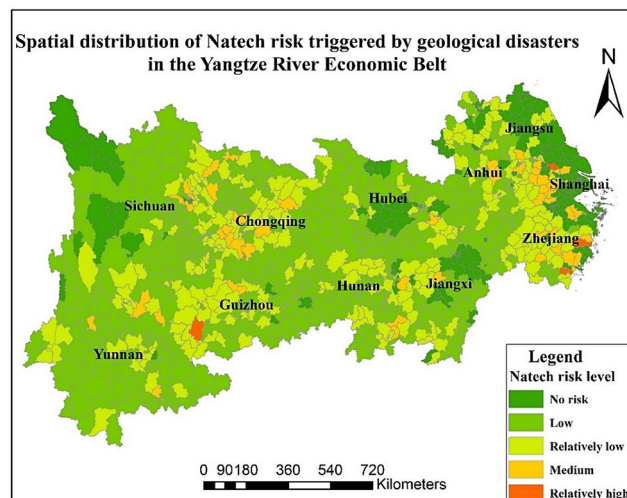 Spatial distribution of Natech risk triggered by geological disasters
in the Yangtze River Economic Belt
N
Jiangsu
Anhui
Shanghai
Hubei
Sichuan
Chongqing
Zhejiang
Hunan
Jiangxi
Guizhou
Yunnan
Legend
Natech risk level
No risk
Low
Relatively low
Medium
Relatively high
0 90180 360 540 720
Kilometers